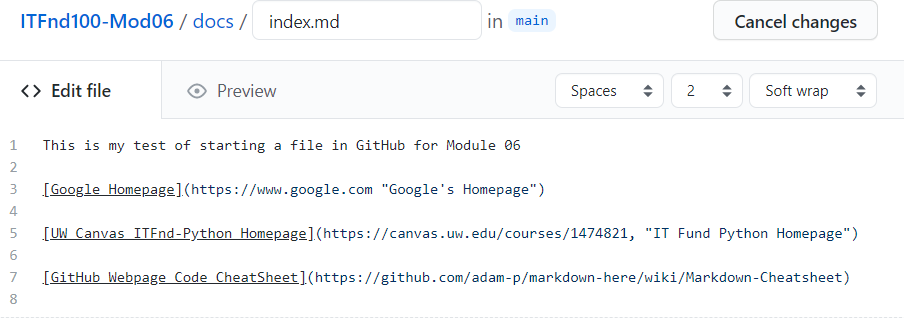 ITFnd100-Mod06 / docs / index.md in main Cancel changes
<> Edit file Preview Spaces 2 Soft wrap
1 This is my test of starting a file in GitHub for Module 06
2
3 [Google Homepage](https://www.google.com "Google's Homepage")
4
5 [UW Canvas ITFnd-Python Homepage](https://canvas.uw.edu/courses/1474821, "IT Fund Python Homepage")
6
7 [GitHub Webpage Code CheatSheet](https://github.com/adam-p/markdown-here/wiki/Markdown-Cheatsheet)
8